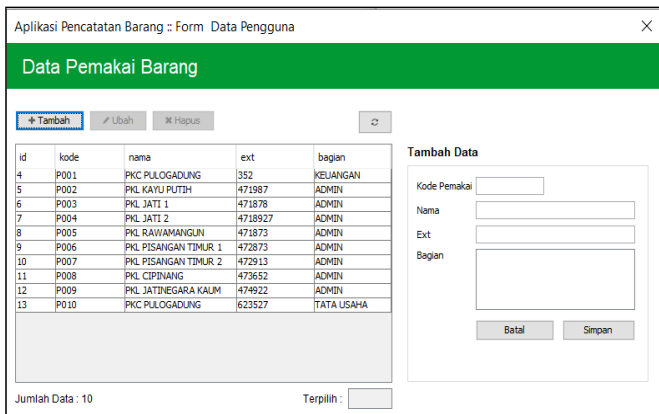 Aplikasi Pencatatan Barang :: Form Data Pengguna
Data Pemakai Barang
+ Tambah Ubah Hapus
id kode nama ext bagian
4 P001 PKC PULOGADUNG 352 KEUANGAN
5 P002 PKL KAYU PUTIH 471987 ADMIN
6 P003 PKL JATI 1 471878 ADMIN
7 P004 PKL JATI 2 4718927 ADMIN
8 P005 PKL RAWAMANGUN 471873 ADMIN
9 P006 PKL PISANGAN TIMUR 1 472873 ADMIN
10 P007 PKL PISANGAN TIMUR 2 472913 ADMIN
11 P008 PKL CIPINANG 473652 ADMIN
12 P009 PKL JATINEGARA KAUM 474922 ADMIN
13 P010 PKC PULOGADUNG 623527 TATA USAHA
Jumlah Data : 10 Terpilih :
Tambah Data
Kode Pemakai
Nama
Ext
Bagian
Batal Simpan